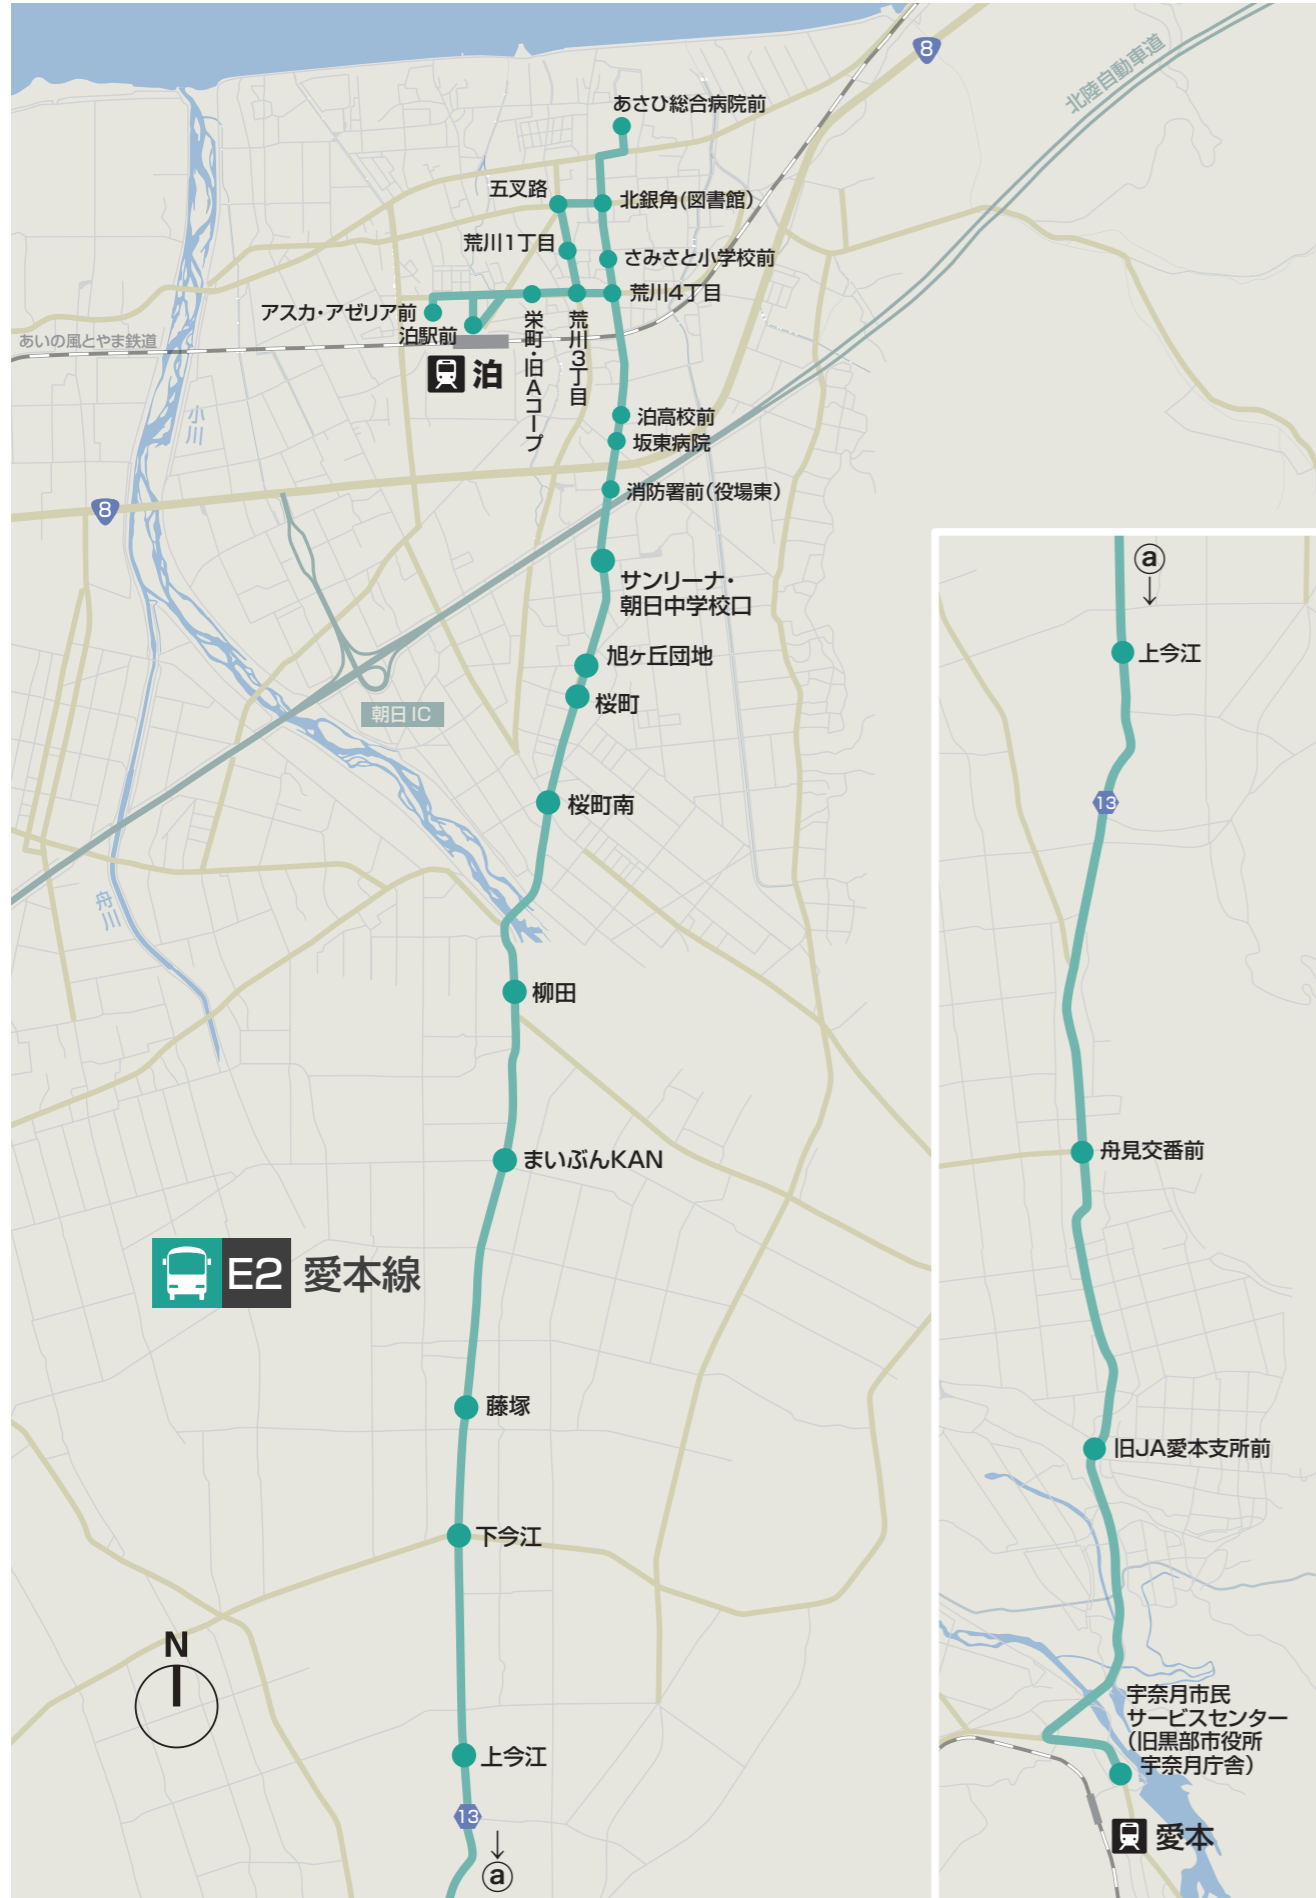 8
北陸自動車道
あさひ総合病院前
五叉路
北銀角(図書館)
荒川1丁目
さみさと小学校前
荒川4丁目
アスカ・アゼリア前
泊駅前
栄町・旧Aコープ
荒川3丁目
あいの風とやま鉄道
泊
小川
泊高校前
坂東病院
消防署前(役場東)
8
サンリーナ・
朝日中学校口
旭ヶ丘団地
桜町
朝日IC
桜町南
舟川
柳田
まいぶんKAN
E2 愛本線
藤塚
下今江
N
上今江
13
ⓐ
ⓐ
上今江
13
舟見交番前
旧JA愛本支所前
宇奈月市民
サービスセンター
(旧黒部市役所
宇奈月庁舎)
愛本